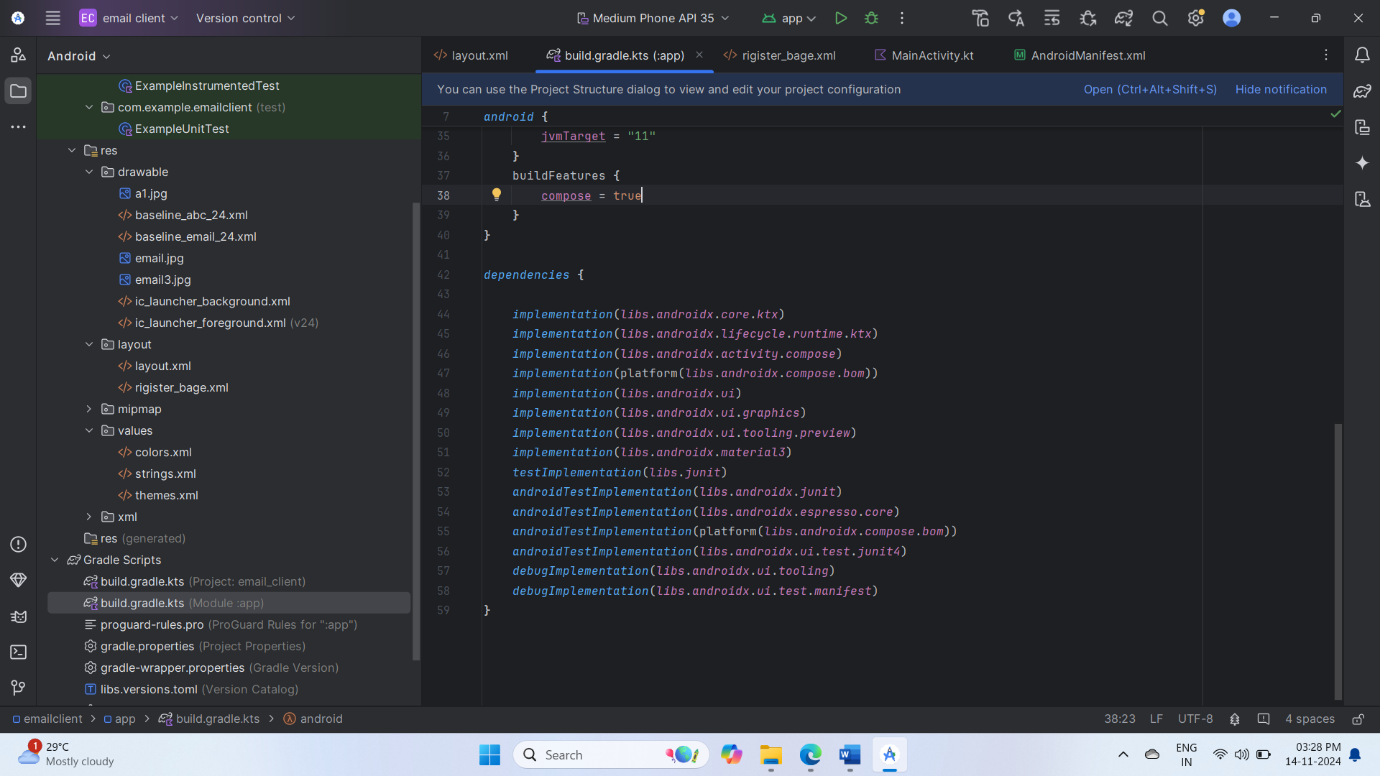 EC email client Version control Medium Phone API 35 app
Android
layout.xml build.gradle.kts (:app) rigister_bage.xml MainActivity.kt AndroidManifest.xml
You can use the Project Structure dialog to view and edit your project configuration Open (Ctrl+Alt+Shift+S) Hide notification
ExampleInstrumentedTest
com.example.emailclient (test)
ExampleUnitTest
res
drawable
a1.jpg
baseline_abc_24.xml
baseline_email_24.xml
email.jpg
email3.jpg
ic_launcher_background.xml
ic_launcher_foreground.xml (v24)
layout
layout.xml
rigister_bage.xml
mipmap
values
colors.xml
strings.xml
themes.xml
xml
res (generated)
Gradle Scripts
build.gradle.kts (Project: email_client)
build.gradle.kts (Module :app)
proguard-rules.pro (ProGuard Rules for ":app")
gradle.properties (Project Properties)
gradle-wrapper.properties (Gradle Version)
libs.versions.toml (Version Catalog)
7 android {
35 jvmTarget = "11"
36 }
37 buildFeatures {
38 compose = true
39 }
40 }
41
42 dependencies {
43
44 implementation(libs.androidx.core.ktx)
45 implementation(libs.androidx.lifecycle.runtime.ktx)
46 implementation(libs.androidx.activity.compose)
47 implementation(platform(libs.androidx.compose.bom))
48 implementation(libs.androidx.ui)
49 implementation(libs.androidx.ui.graphics)
50 implementation(libs.androidx.ui.tooling.preview)
51 implementation(libs.androidx.material3)
52 testImplementation(libs.junit)
53 androidTestImplementation(libs.androidx.junit)
54 androidTestImplementation(libs.androidx.espresso.core)
55 androidTestImplementation(platform(libs.androidx.compose.bom))
56 androidTestImplementation(libs.androidx.ui.test.junit4)
57 debugImplementation(libs.androidx.ui.tooling)
58 debugImplementation(libs.androidx.ui.test.manifest)
59 }
emailclient > app > build.gradle.kts > android 38:23 LF UTF-8 4 spaces
1 29°C
Mostly cloudy
Search
ENG
IN
03:28 PM
14-11-2024